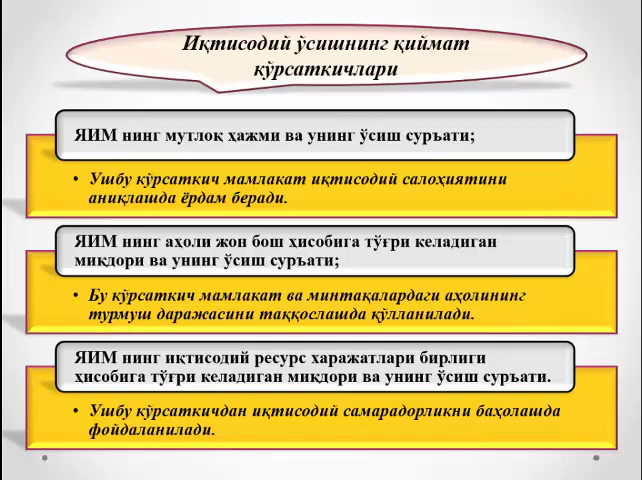 Иқтисодий ўсишнинг қиймат
кўрсаткичлари
ЯИМ нинг мутлоқ ҳажми ва унинг ўсиш суръати;
• Ушбу кўрсаткич мамлакат иқтисодий салоҳиятини
аниқлашда ёрдам беради.
ЯИМ нинг аҳоли жон бош ҳисобига тўғри келадиган
миқдори ва унинг ўсиш суръати;
• Бу кўрсаткич мамлакат ва минтақалардаги аҳолининг
турмуш даражасини таққослашда қўлланилади.
ЯИМ нинг иқтисодий ресурс харажатлари бирлиги
ҳисобига тўғри келадиган миқдори ва унинг ўсиш суръати.
• Ушбу кўрсаткичдан иқтисодий самарадорликни баҳолашда
фойдаланилади.